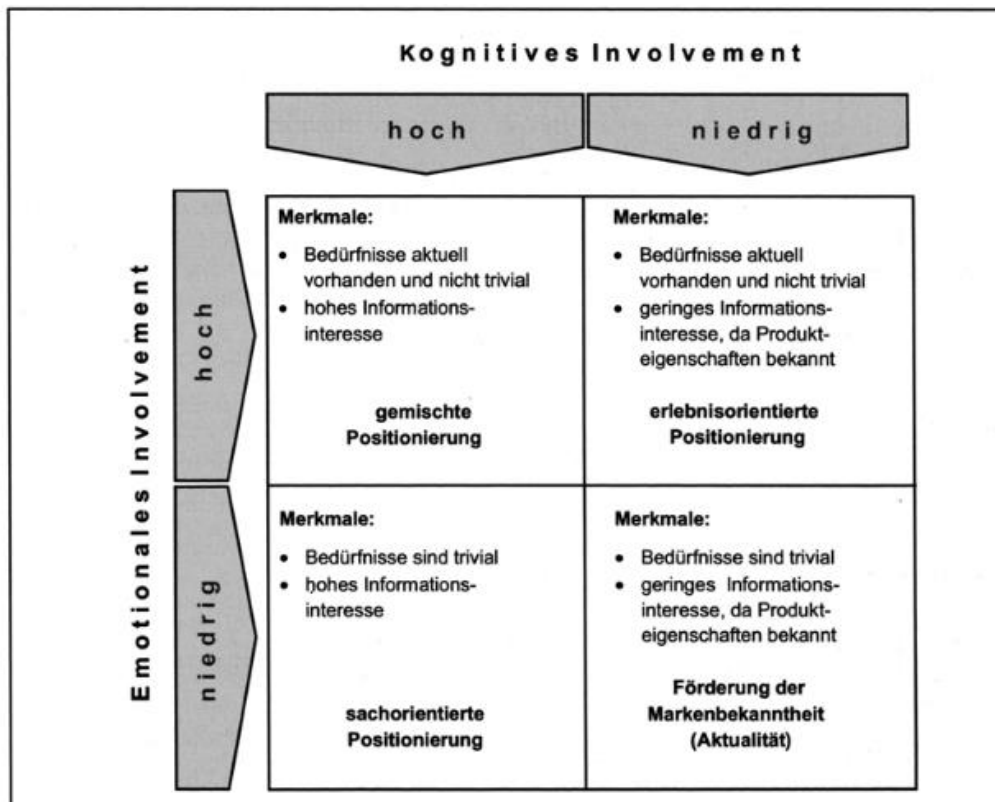 Kognitives Involvement
hoch
niedrig
Emotionales Involvement
hoch
Merkmale:
• Bedürfnisse aktuell
vorhanden und nicht trivial
• hohes Informations-
interesse
gemischte
Positionierung
Merkmale:
• Bedürfnisse aktuell
vorhanden und nicht trivial
• geringes Informations-
interesse, da Produkt-
eigenschaften bekannt
erlebnisorientierte
Positionierung
niedrig
Merkmale:
• Bedürfnisse sind trivial
• hohes Informations-
interesse
sachorientierte
Positionierung
Merkmale:
• Bedürfnisse sind trivial
• geringes Informations-
interesse, da Produkt-
eigenschaften bekannt
Förderung der
Markenbekanntheit
(Aktualität)